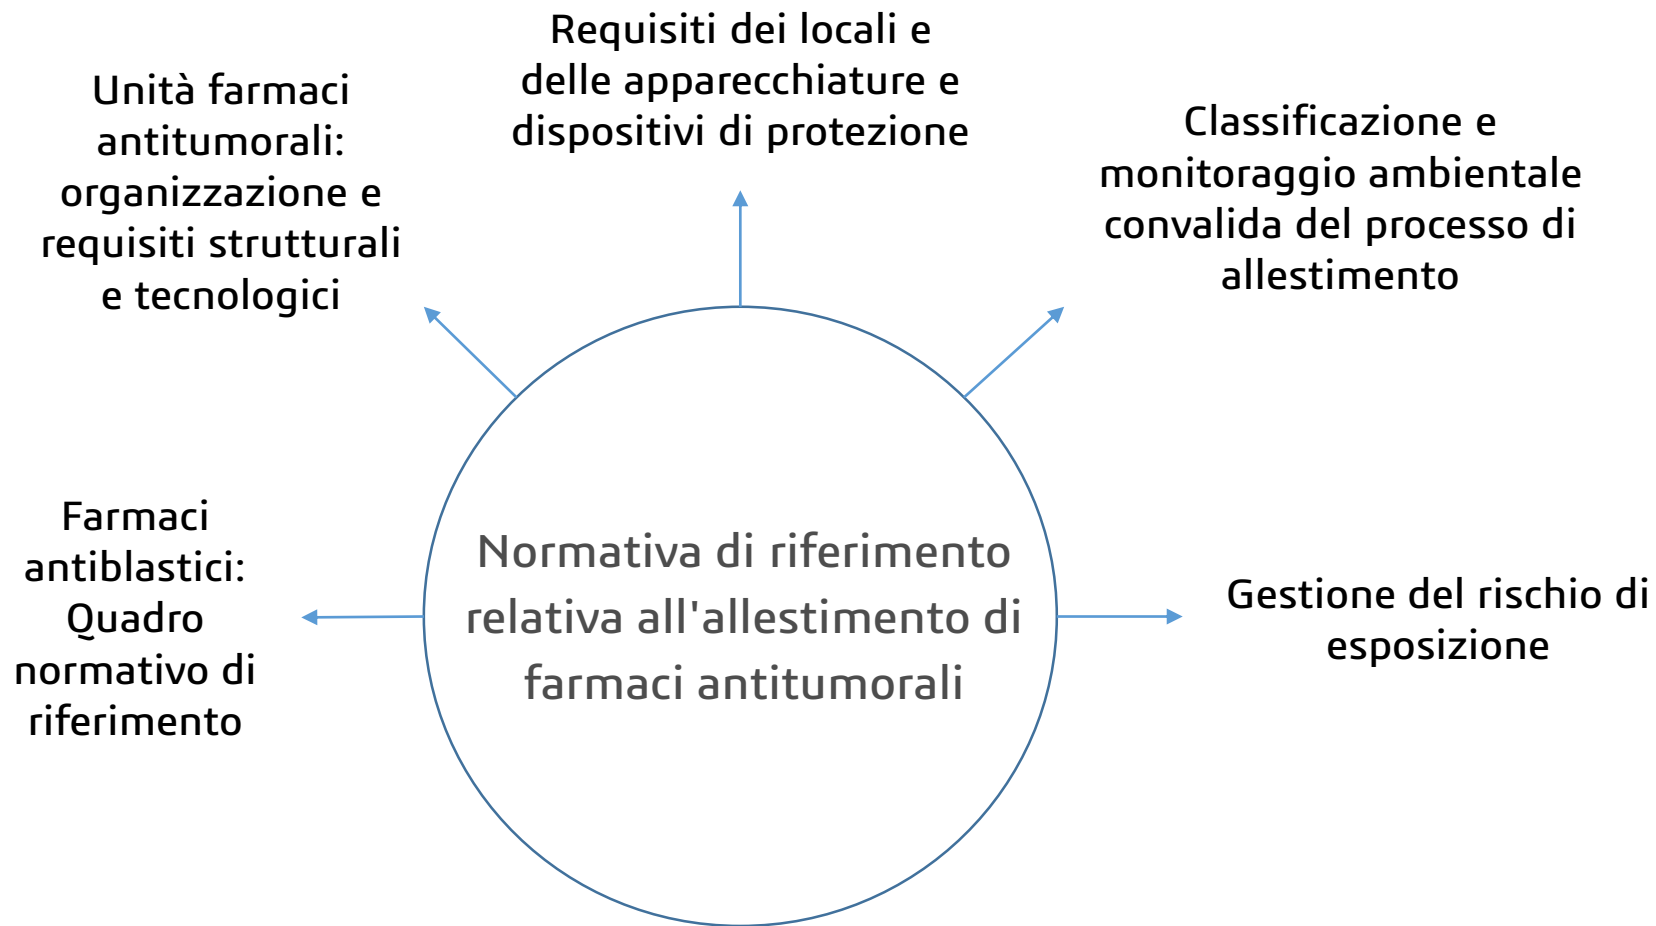 Requisiti dei locali e
delle apparecchiature e
dispositivi di protezione
Unità farmaci
antitumorali:
organizzazione e
requisiti strutturali
e tecnologici
Classificazione e
monitoraggio ambientale
convalida del processo di
allestimento
Farmaci
antiblastici:
Quadro
normativo di
riferimento
Normativa di riferimento
relativa all'allestimento di
farmaci antitumorali
Gestione del rischio di
esposizione